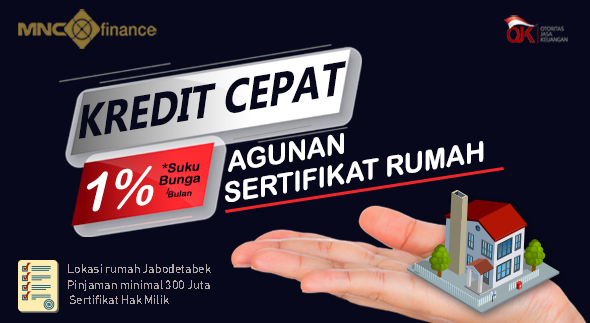 MNC finance
OJK OTORITAS
JASA
KEUANGAN
KREDIT CEPAT
1% *Suku
Bunga
/Bulan
AGUNAN
SERTIFIKAT RUMAH
Lokasi rumah Jabodetabek
Pinjaman minimal 300 Juta
Sertifikat Hak Milik